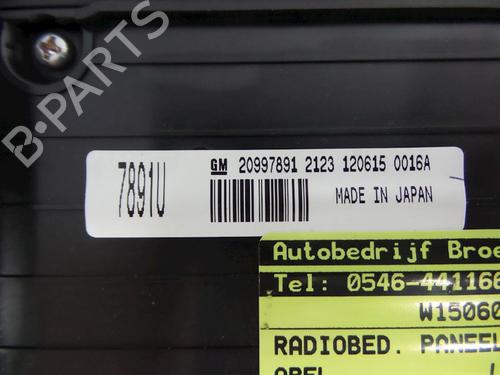 B-PARTS
7891U
GM 20997891 2123 120615 0016A
MADE IN JAPAN
Autobedrijf Broe
Tel: 0546-441166
W15060
RADIOBED. PANEEL